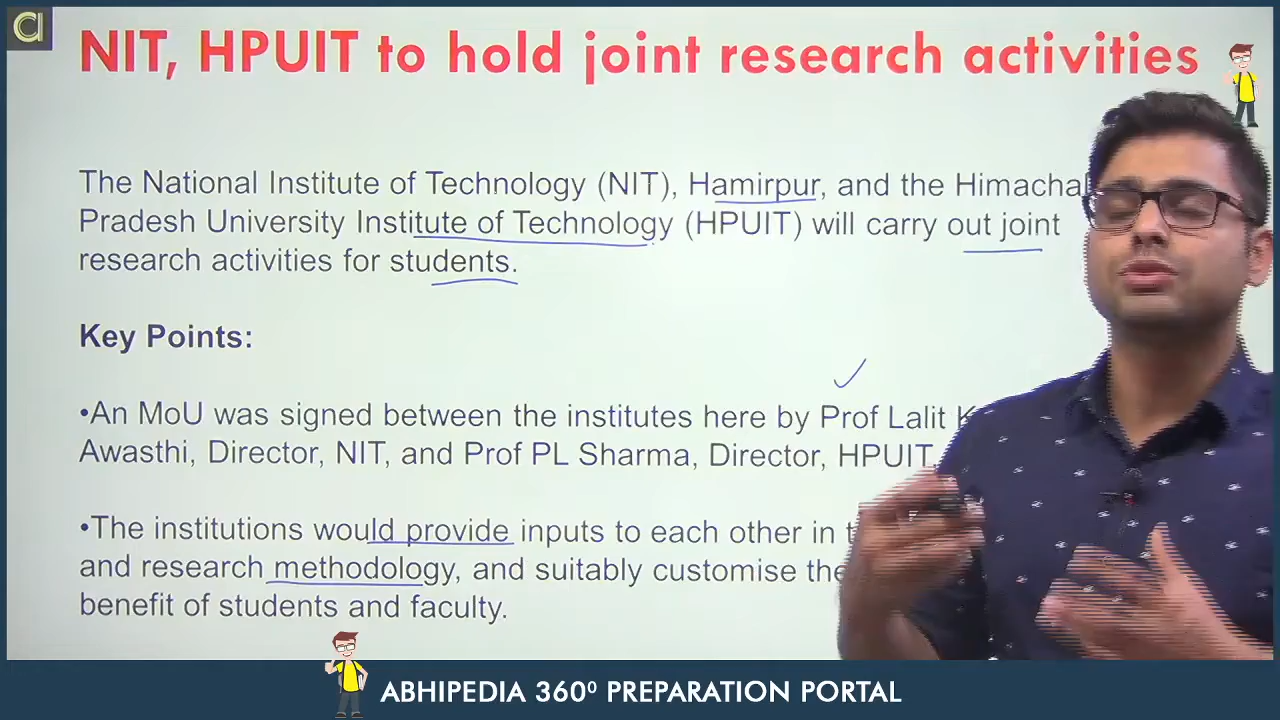 a
NIT, HPUIT to hold joint research activities
The National Institute of Technology (NIT), Hamirpur, and the Himachal
Pradesh University Institute of Technology (HPUIT) will carry out joint
research activities for students.
Key Points:
•An MoU was signed between the institutes here by Prof Lalit
Awasthi, Director, NIT, and Prof PL Sharma, Director, HPUIT.
•The institutions would provide inputs to each other in
and research methodology, and suitably customise
benefit of students and faculty.
ABHIPEDIA 360⁰ PREPARATION PORTAL